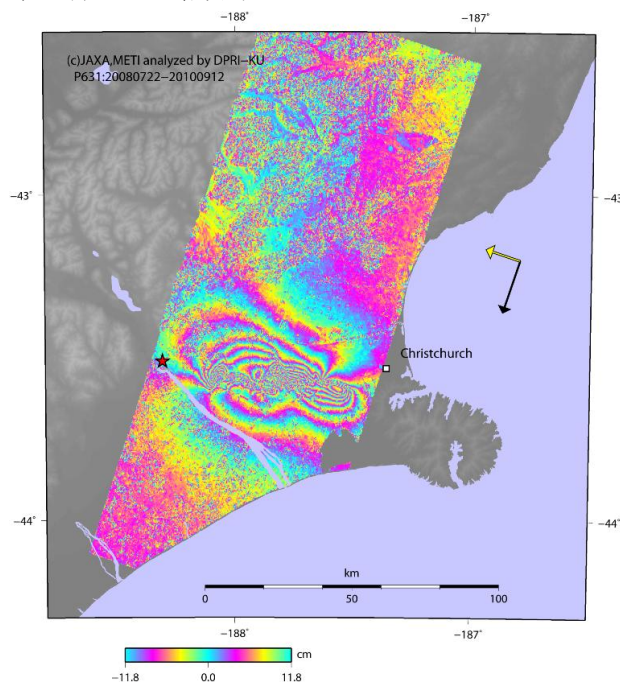 −188° −187°
(c)JAXA,METI analyzed by DPRI−KU
P631:20080722−20100912
−43° −43
Christchurch
−44° −44
km
0 50 100
−188° −187°
cm
−11.8 0.0 11.8